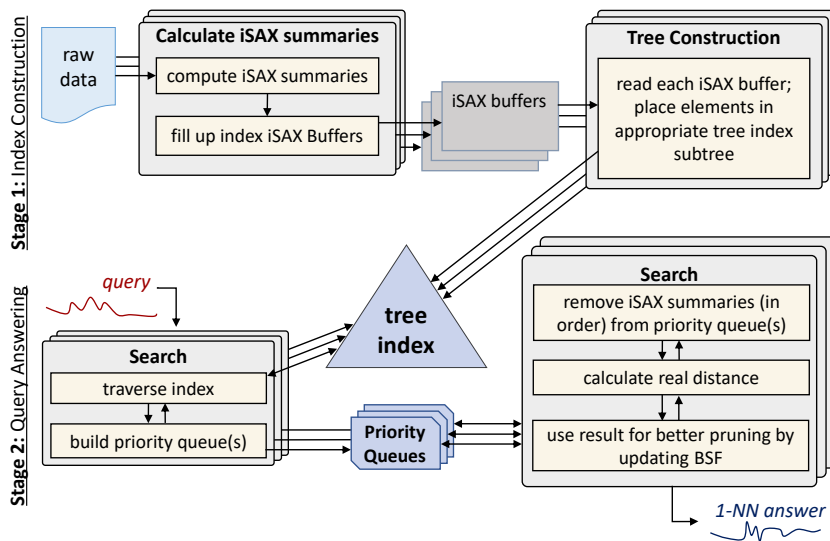 Stage 1: Index Construction
raw
data
Calculate iSAX summaries
compute iSAX summaries
fill up index iSAX Buffers
iSAX buffers
Tree Construction
read each iSAX buffer;
place elements in
appropriate tree index
subtree
Stage 2: Query Answering
query
Search
traverse index
build priority queue(s)
tree
index
Priority
Queues
Search
remove iSAX summaries (in
order) from priority queue(s)
calculate real distance
use result for better pruning by
updating BSF
1-NN answer